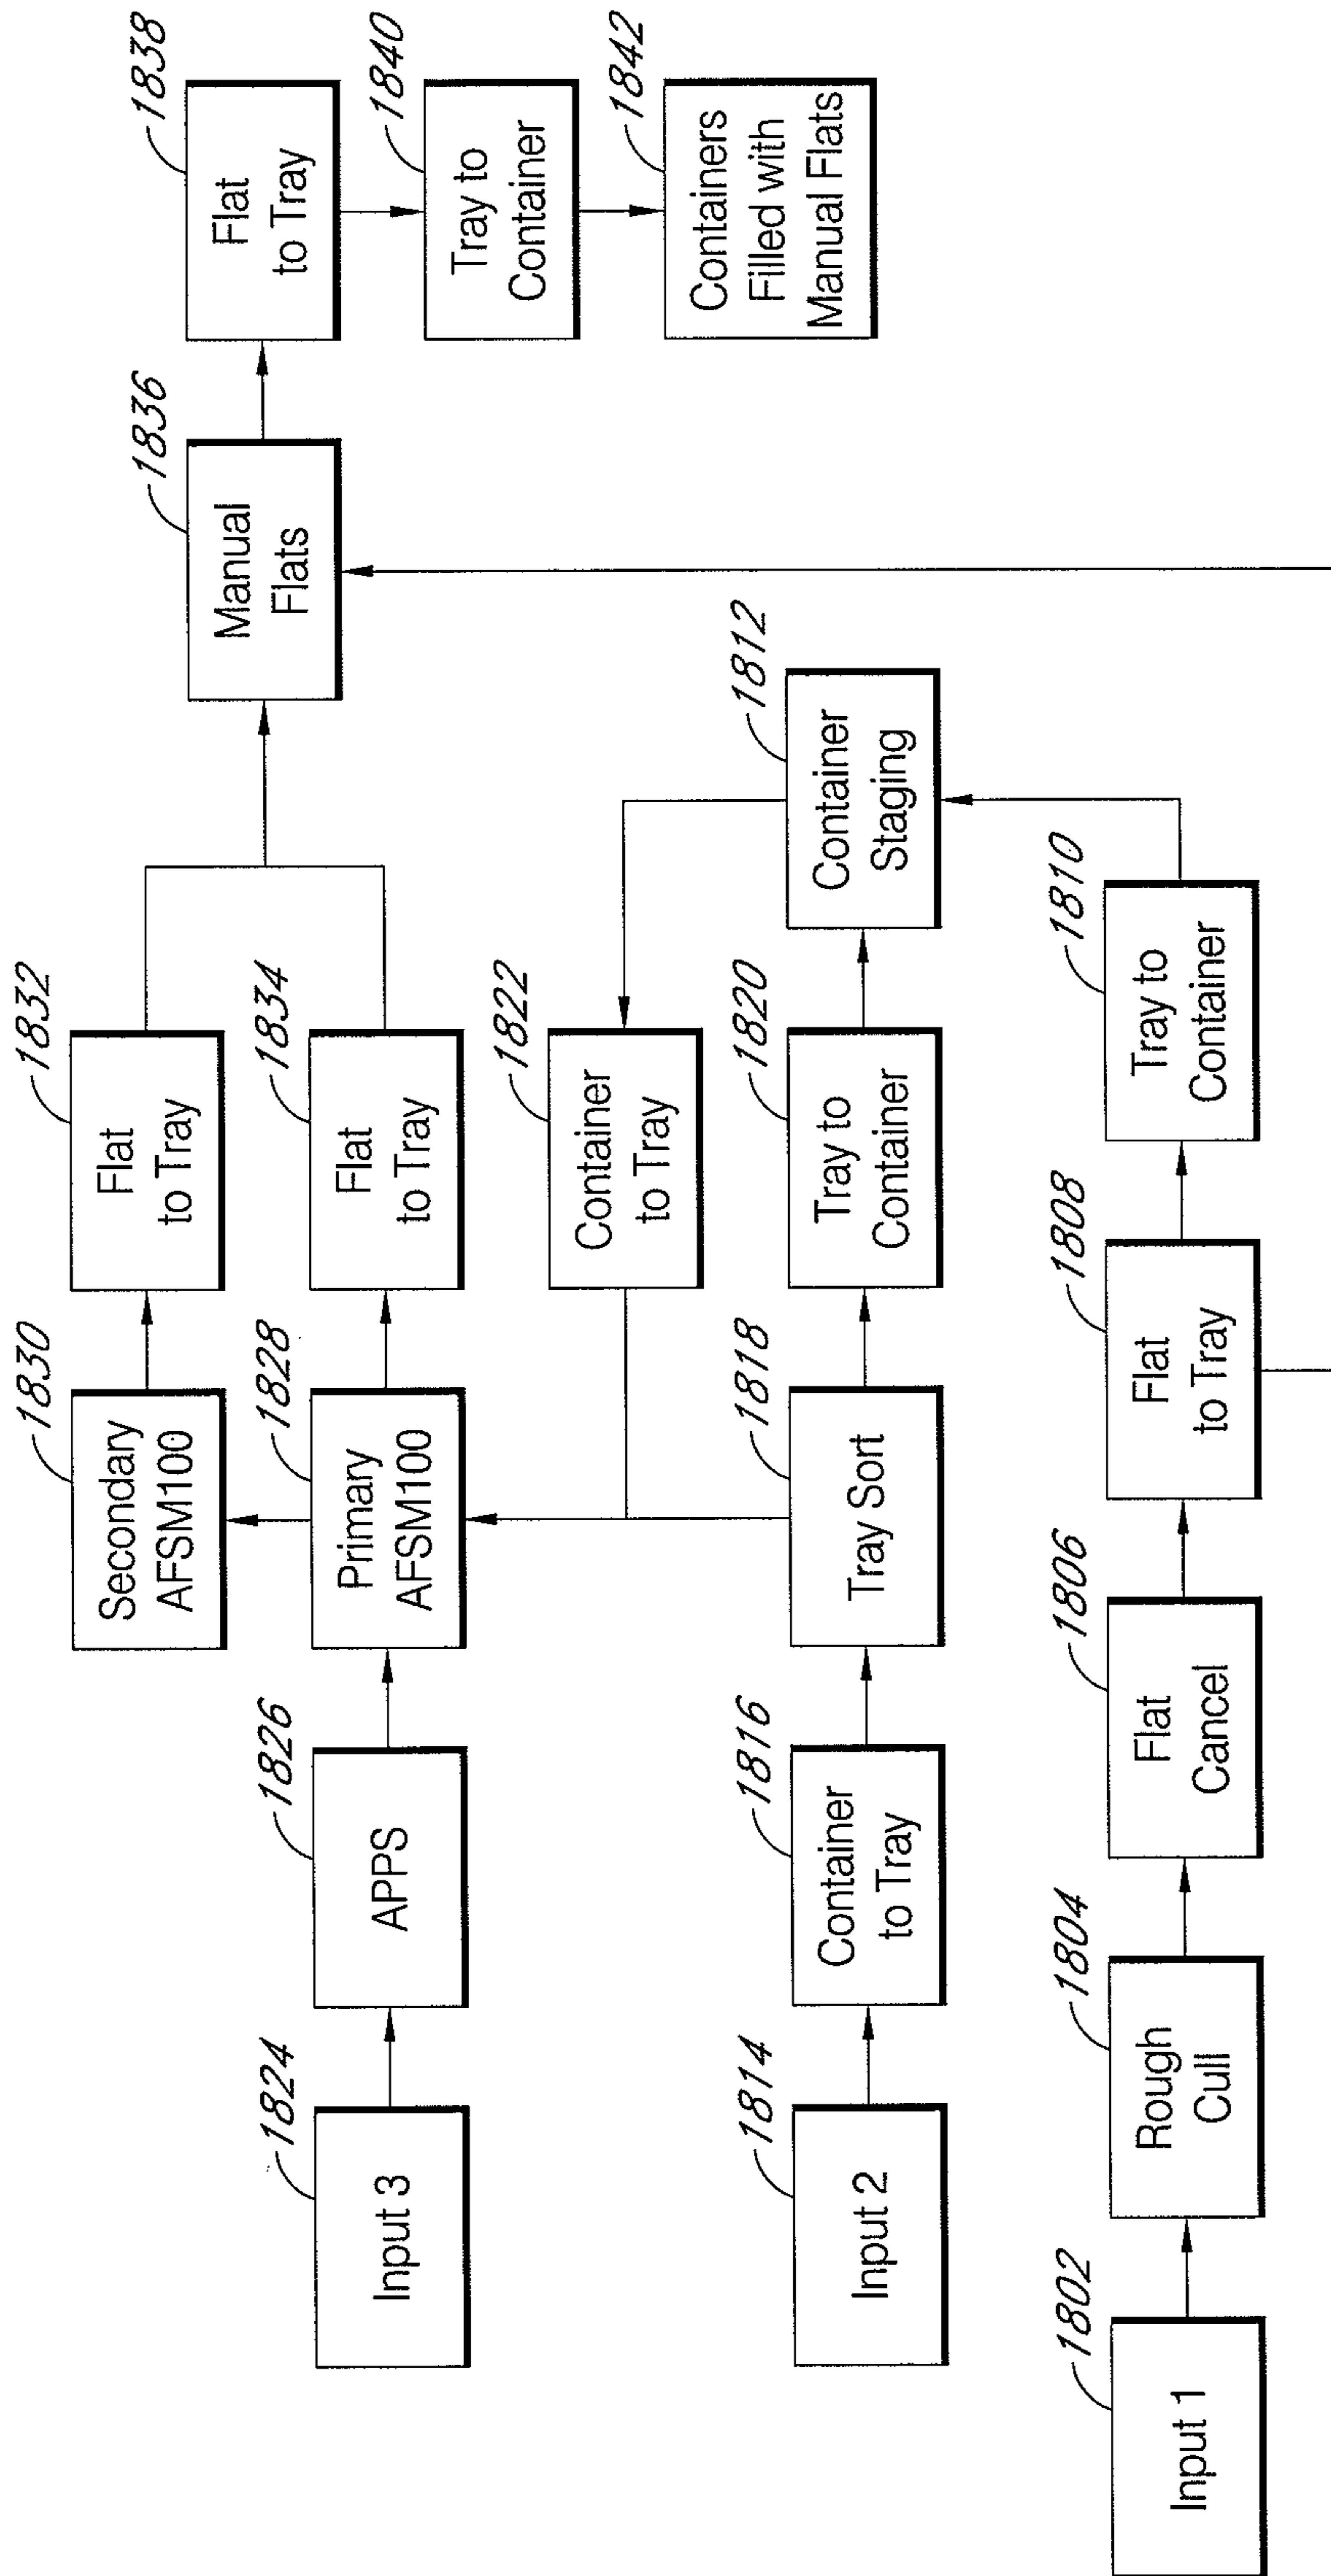 1830
Secondary
AFSM100
1832
Flat
to Tray
1824
Input 3
1826
APPS
1828
Primary
AFSM100
1834
Flat
to Tray
1836
Manual
Flats
1838
Flat
to Tray
1840
Tray to
Container
1842
Containers
Filled with
Manual Flats
1822
Container
to Tray
1814
Input 2
1816
Container
to Tray
1818
Tray Sort
1820
Tray to
Container
1812
Container
Staging
1802
Input 1
1804
Rough
Cull
1806
Flat
Cancel
1808
Flat
to Tray
1810
Tray to
Container